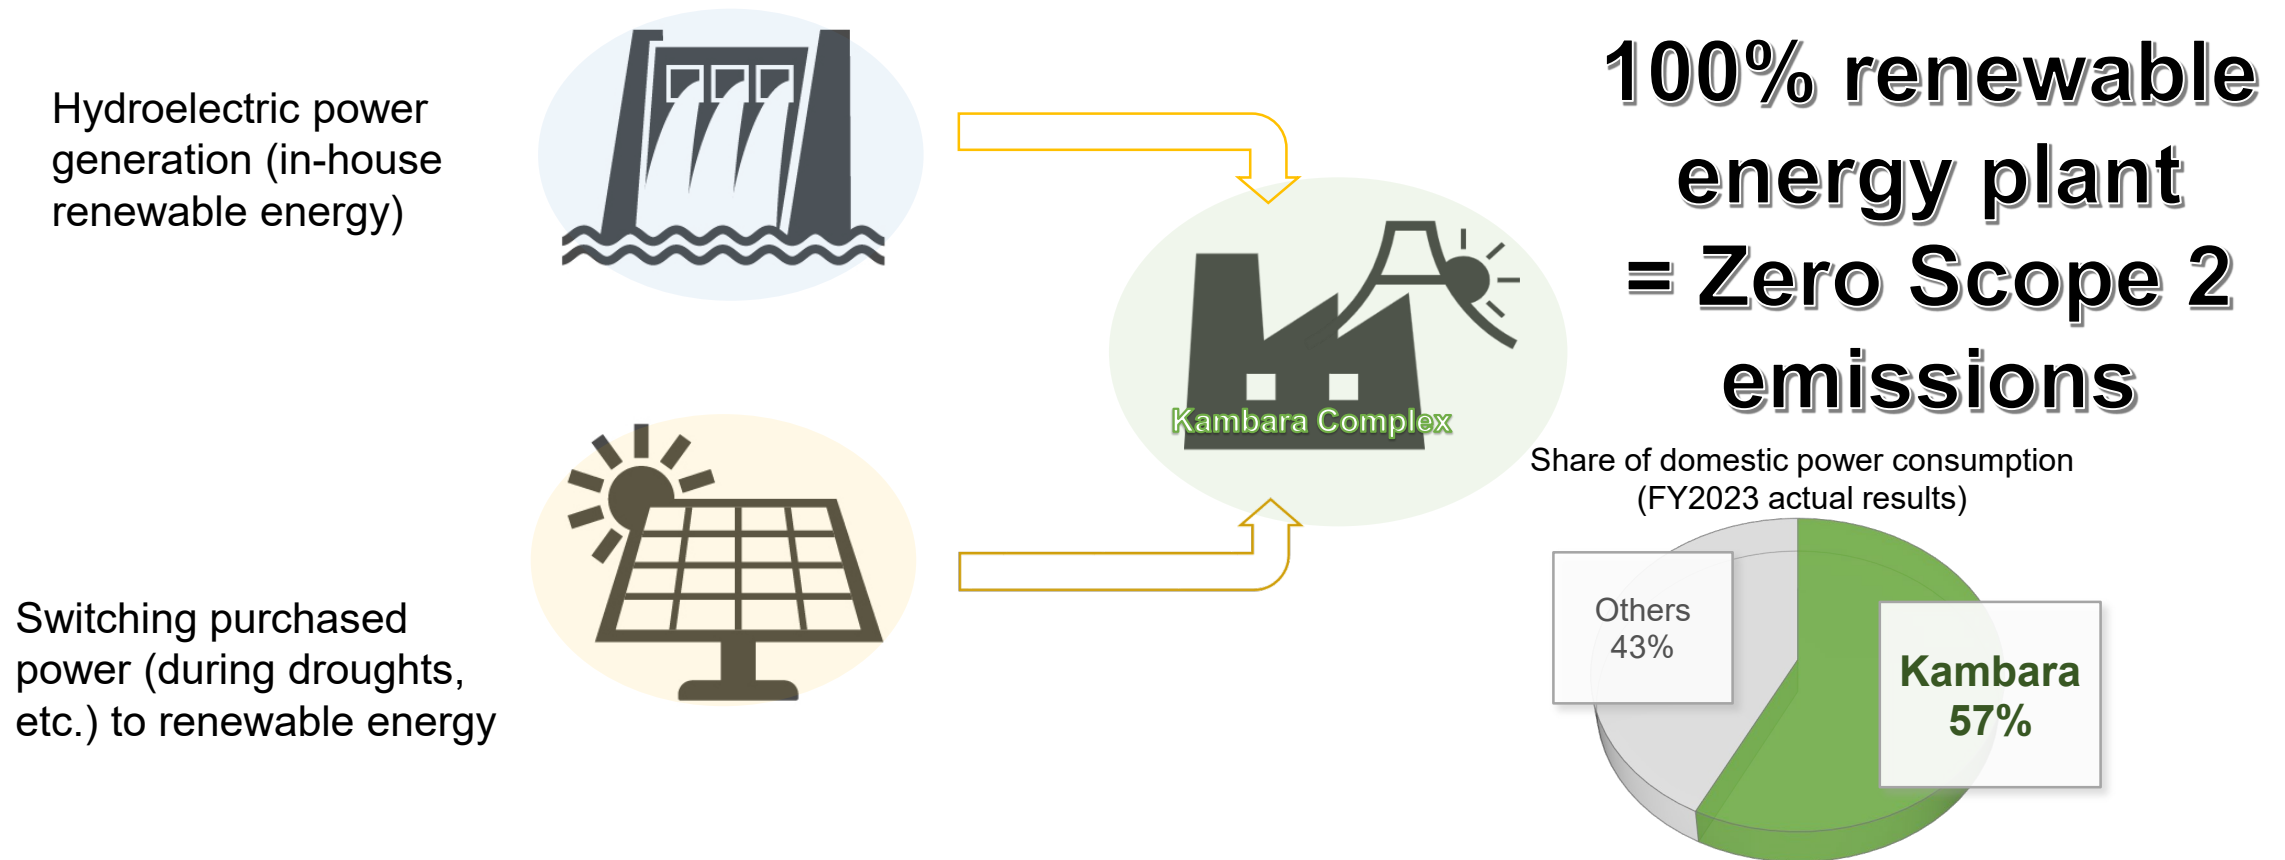 Hydroelectric power
generation (in-house
renewable energy)
Switching purchased
power (during droughts,
etc.) to renewable energy
Kambara Complex
100% renewable
energy plant
= Zero Scope 2
emissions
Share of domestic power consumption
(FY2023 actual results)
Others
43%
Kambara
57%